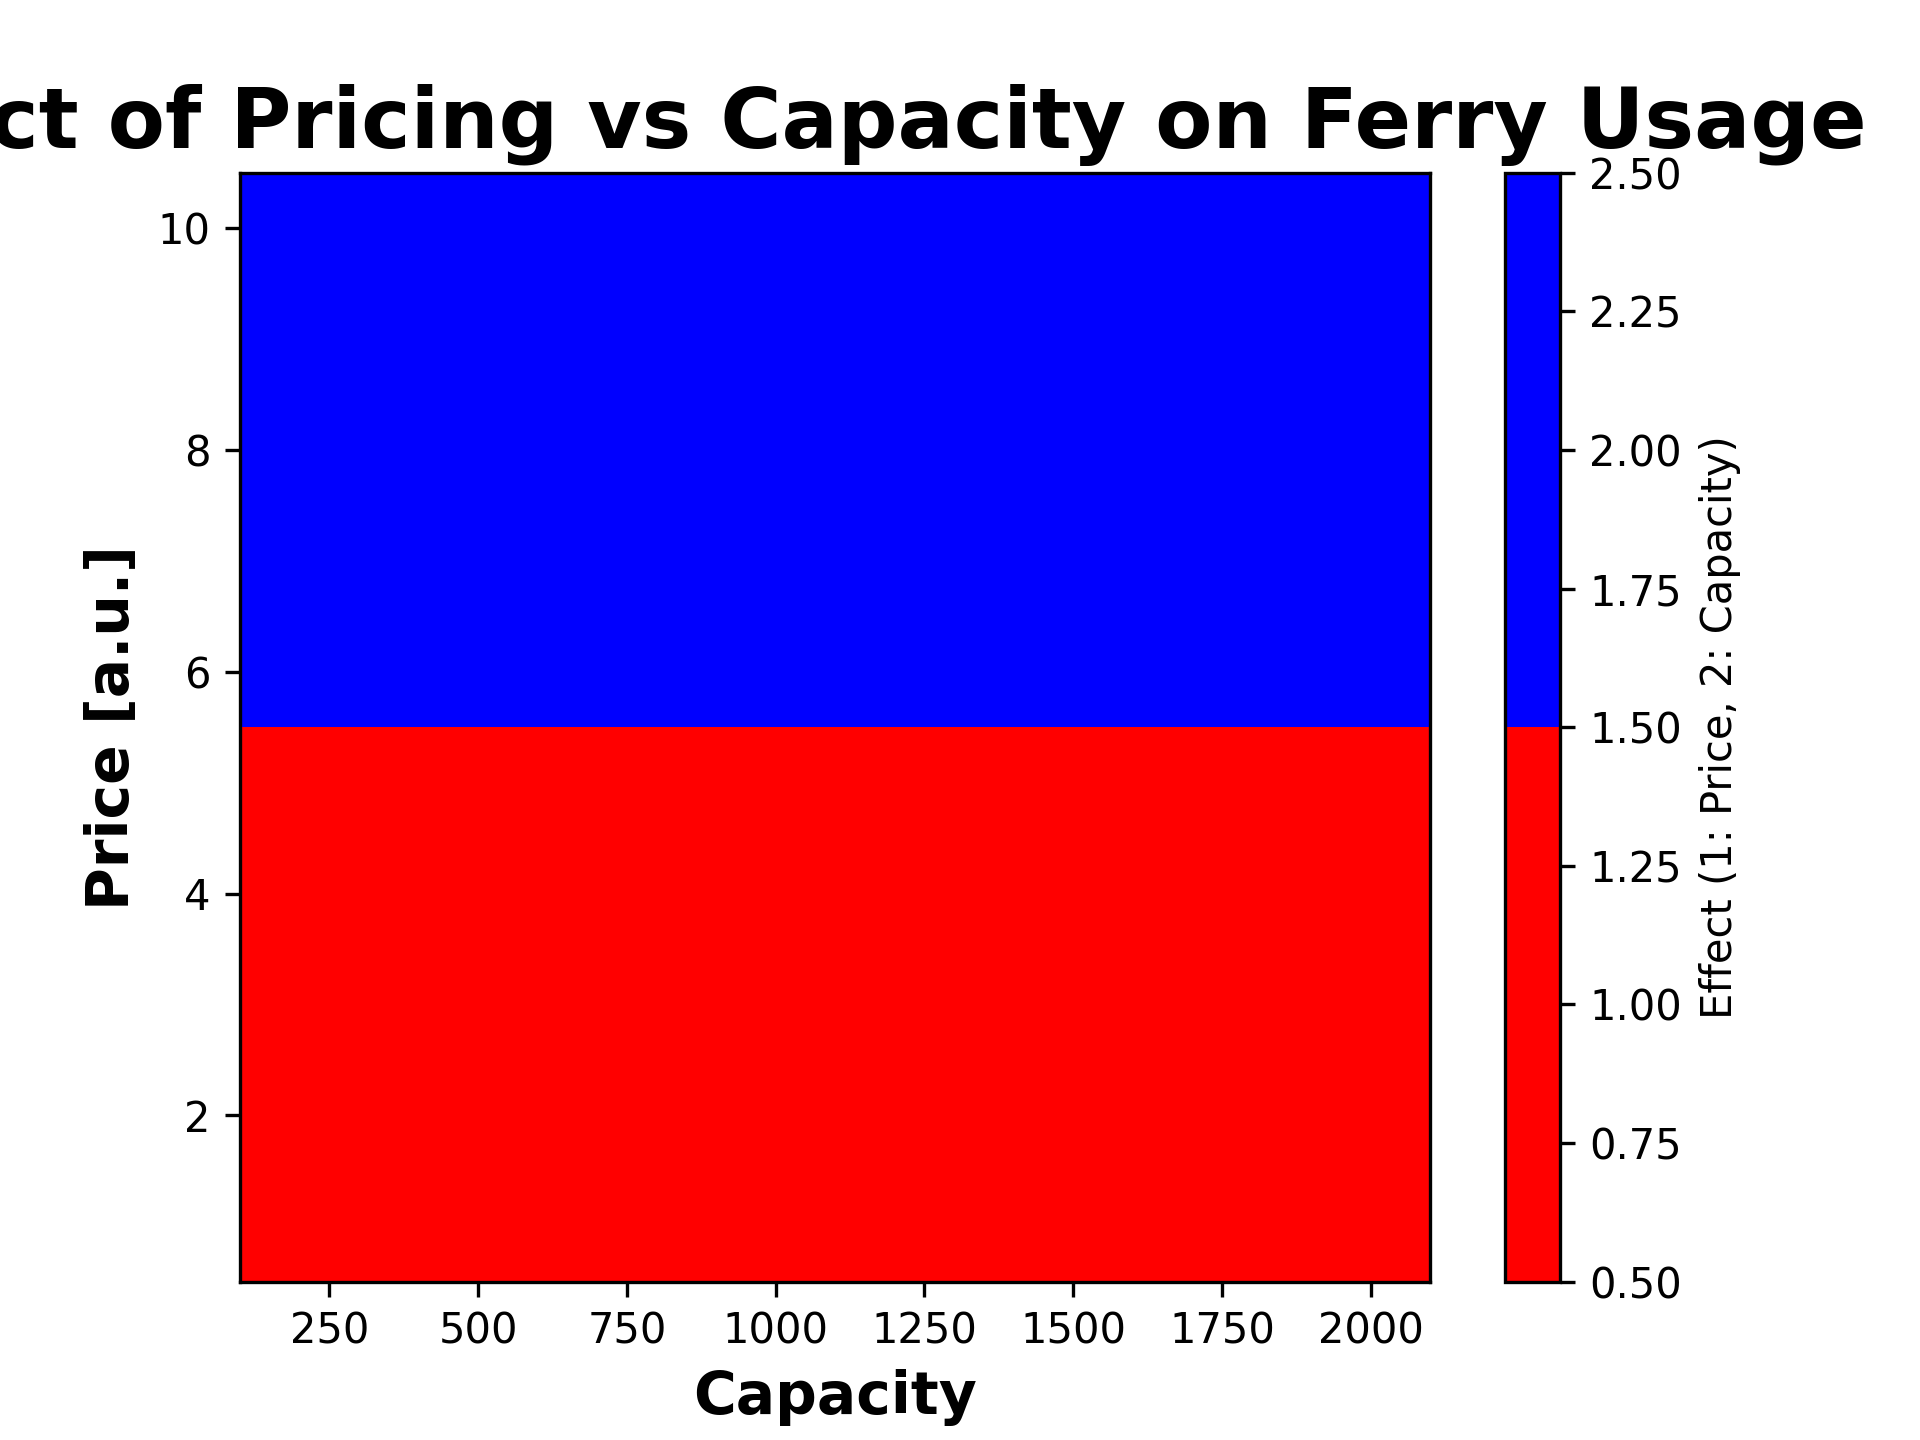 ct of Pricing vs Capacity on Ferry Usage
10
8
6
4
2
Price [a.u.]
250 500 750 1000 1250 1500 1750 2000
Capacity
2.50
2.25
2.00
1.75
1.50
1.25
1.00
0.75
0.50
Effect (1: Price, 2: Capacity)